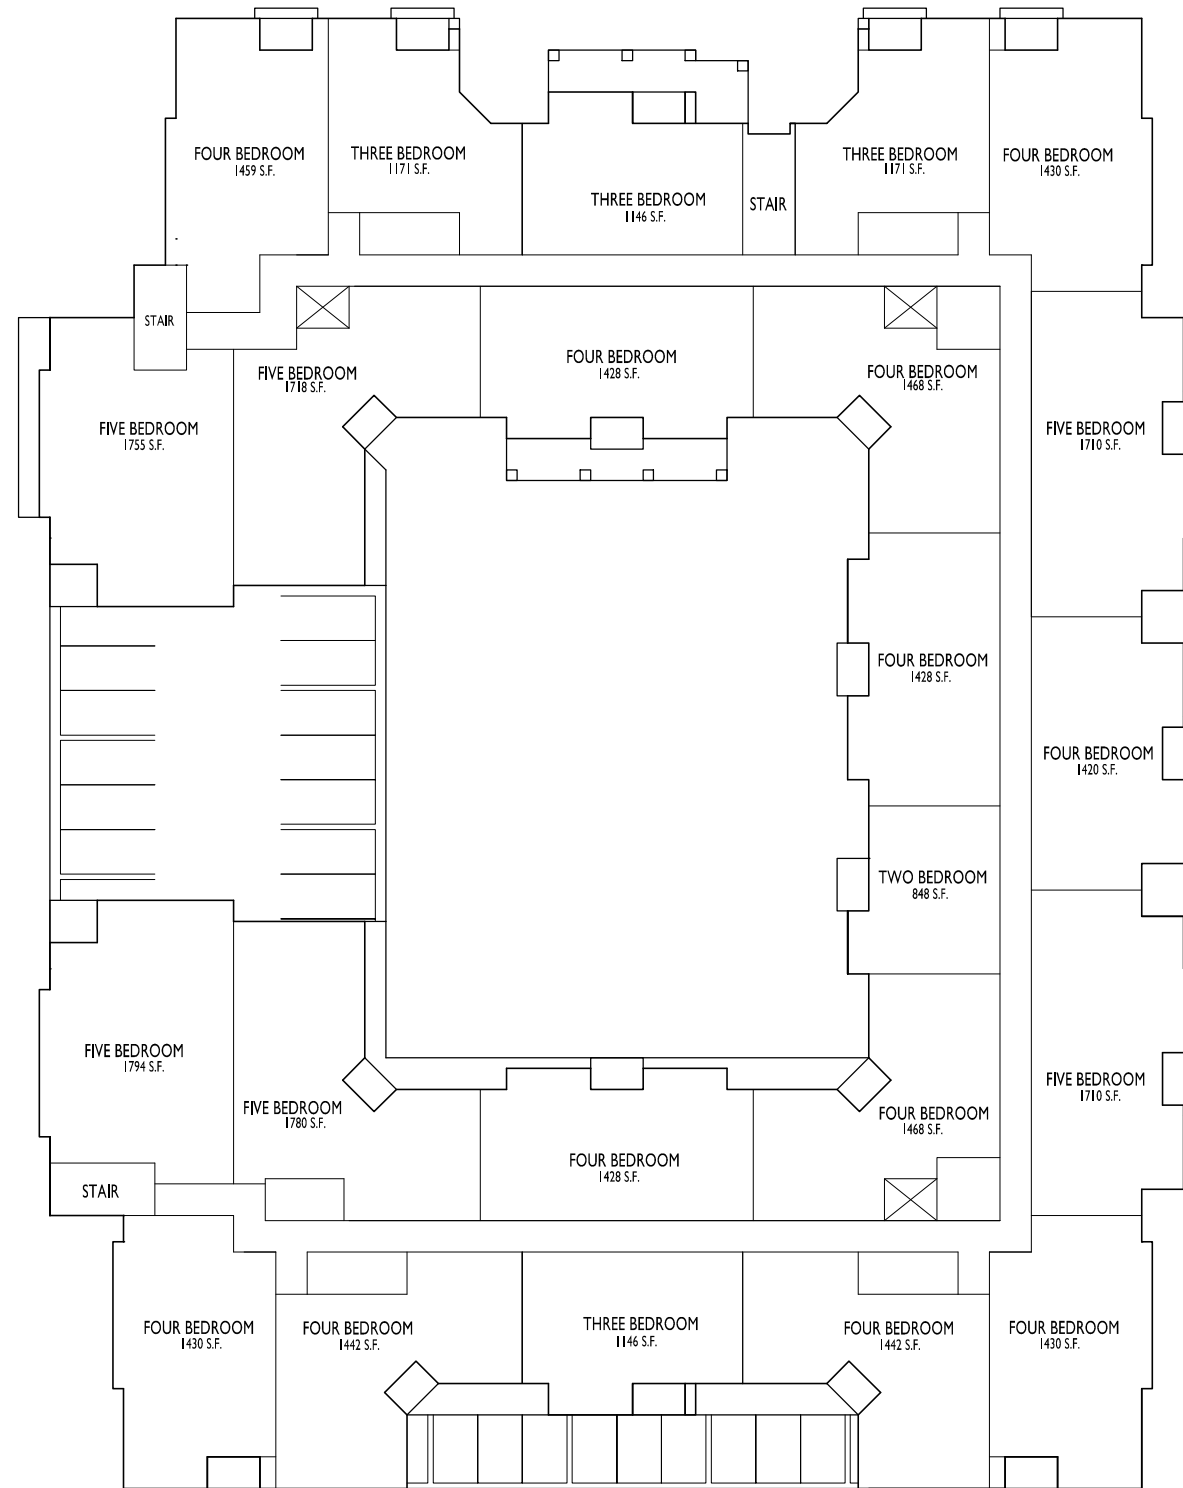 FOUR BEDROOM
1459 S.F.
THREE BEDROOM
1171 S.F.
THREE BEDROOM
1146 S.F.
STAIR
THREE BEDROOM
1171 S.F.
FOUR BEDROOM
1430 S.F.
STAIR
FIVE BEDROOM
1755 S.F.
FIVE BEDROOM
1718 S.F.
FOUR BEDROOM
1428 S.F.
FOUR BEDROOM
1468 S.F.
FIVE BEDROOM
1710 S.F.
FOUR BEDROOM
1428 S.F.
FOUR BEDROOM
1420 S.F.
TWO BEDROOM
848 S.F.
FIVE BEDROOM
1794 S.F.
FIVE BEDROOM
1780 S.F.
FOUR BEDROOM
1468 S.F.
FIVE BEDROOM
1710 S.F.
FOUR BEDROOM
1428 S.F.
STAIR
FOUR BEDROOM
1430 S.F.
FOUR BEDROOM
1442 S.F.
THREE BEDROOM
1146 S.F.
FOUR BEDROOM
1442 S.F.
FOUR BEDROOM
1430 S.F.